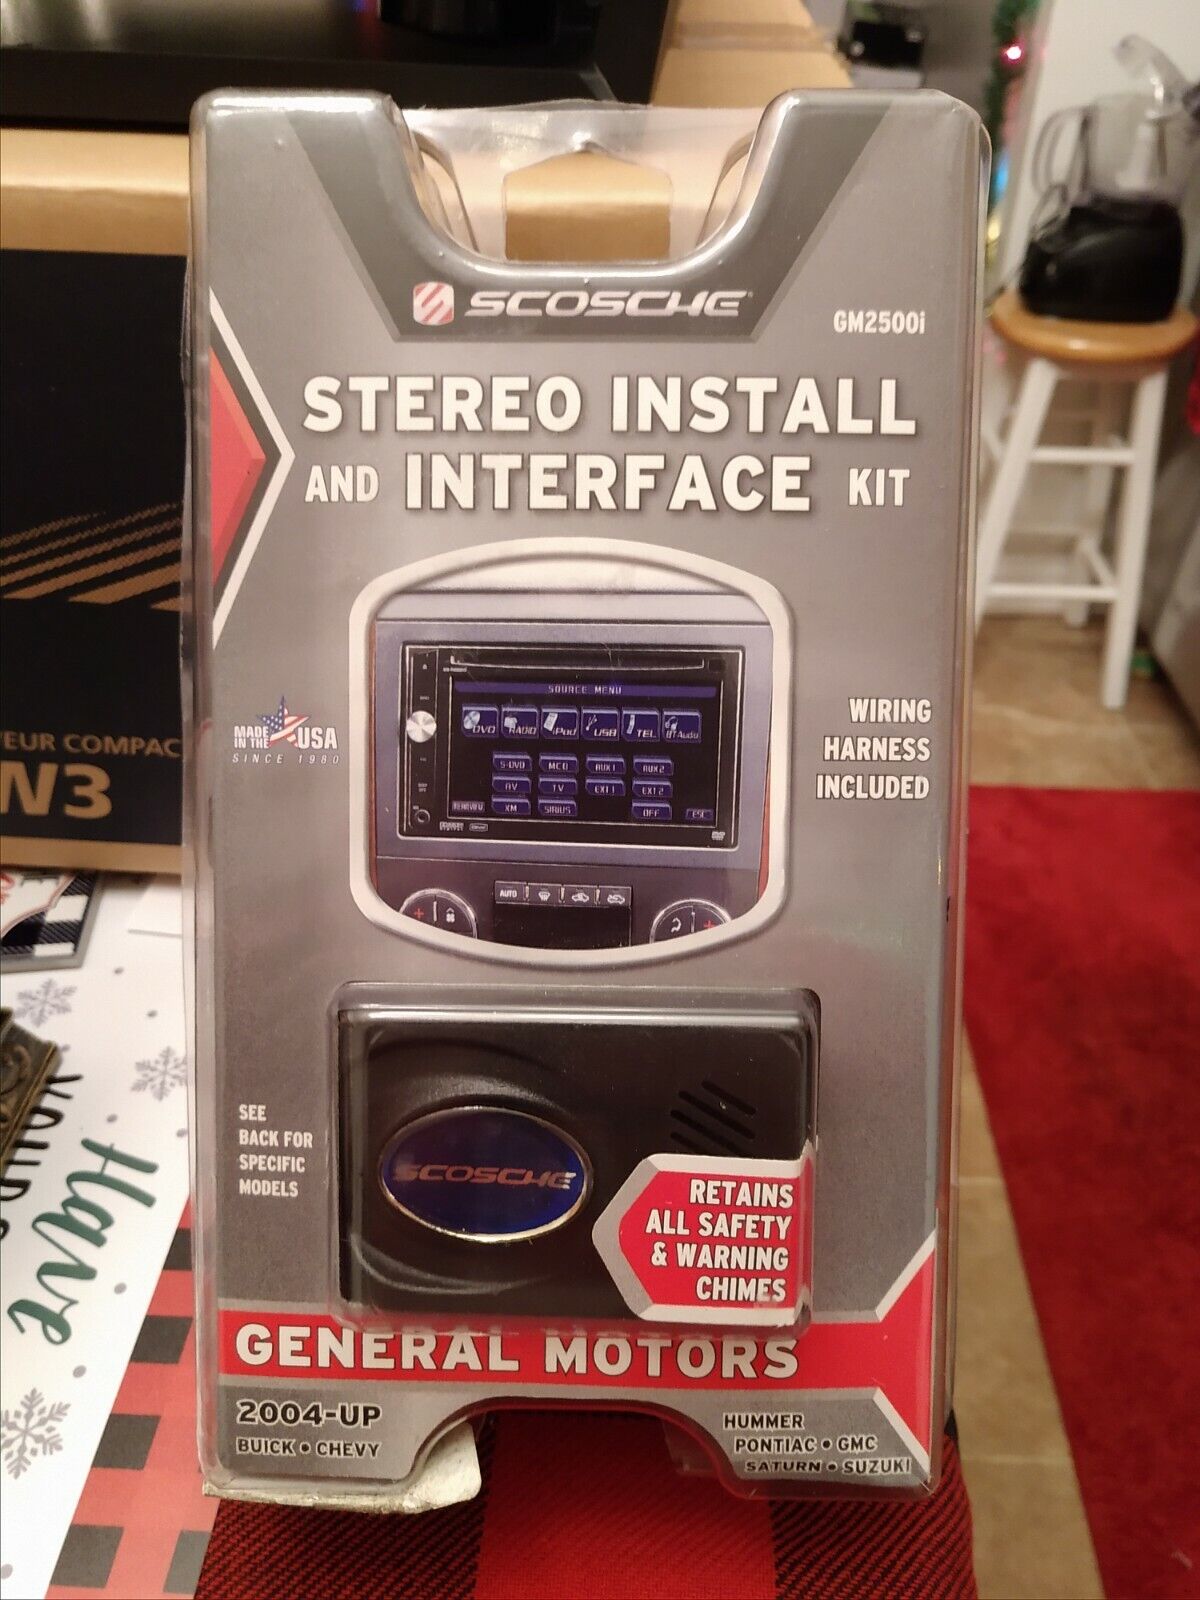 SCOSCHE
GM2500i
STEREO INSTALL
AND INTERFACE KIT
SOURCE MENU
DVD RADIO iPod USB TEL BT Audio
S-DVD MCD AUX1 AUX2
AV TV EXT1 EXT2
XM SIRIUS OFF ESC
AUTO
MADE
IN THE USA
SINCE 1980
WIRING
HARNESS
INCLUDED
SEE
BACK FOR
SPECIFIC
MODELS
SCOSCHE
RETAINS
ALL SAFETY
& WARNING
CHIMES
GENERAL MOTORS
2004-UP
BUICK • CHEVY
HUMMER
PONTIAC • GMC
SATURN • SUZUKI
EUR COMPAC
W3
Have